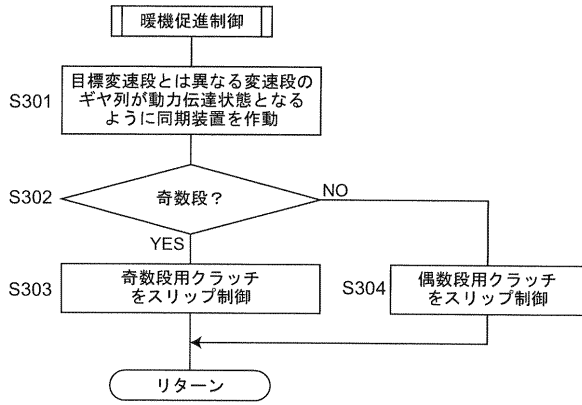 暖機促進制御
S301
目標変速段とは異なる変速段の
ギヤ列が動力伝達状態となる
ように同期装置を作動
S302
奇数段?
NO
YES
S303
奇数段用クラッチ
をスリップ制御
S304
偶数段用クラッチ
をスリップ制御
リターン